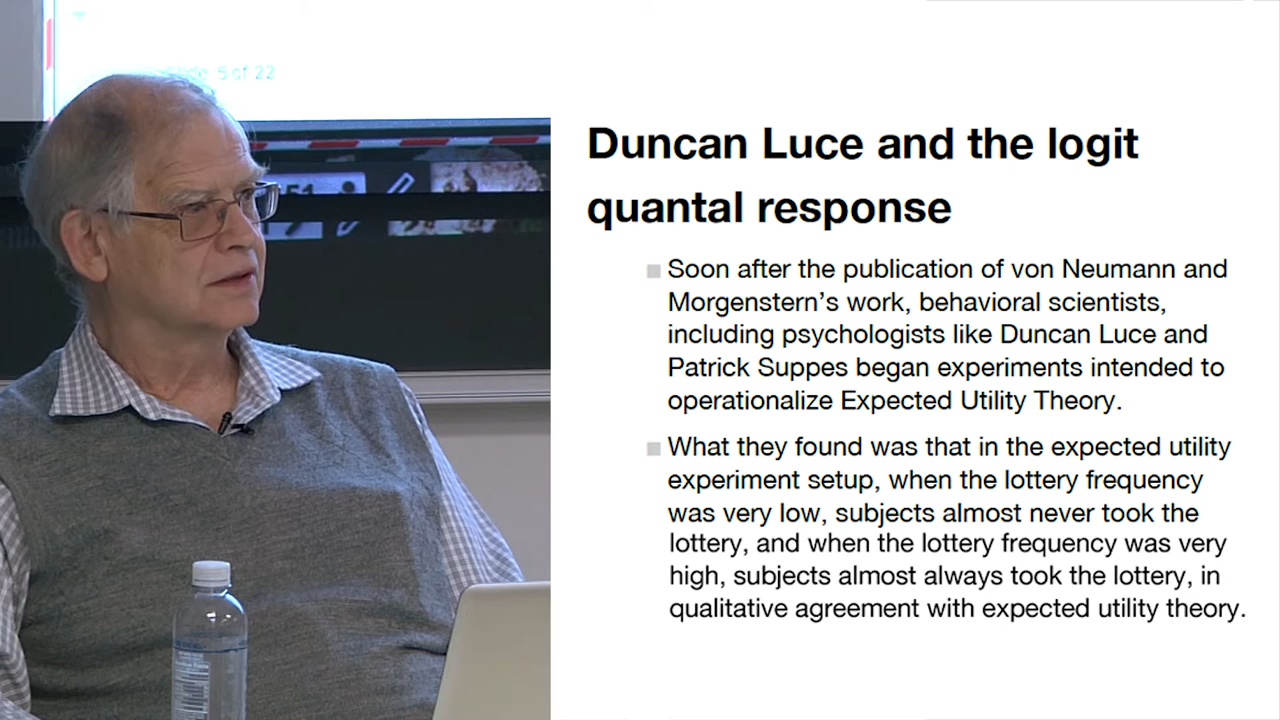 5 of 22
51
Duncan Luce and the logit
quantal response
Soon after the publication of von Neumann and
Morgenstern’s work, behavioral scientists,
including psychologists like Duncan Luce and
Patrick Suppes began experiments intended to
operationalize Expected Utility Theory.
What they found was that in the expected utility
experiment setup, when the lottery frequency
was very low, subjects almost never took the
lottery, and when the lottery frequency was very
high, subjects almost always took the lottery, in
qualitative agreement with expected utility theory.